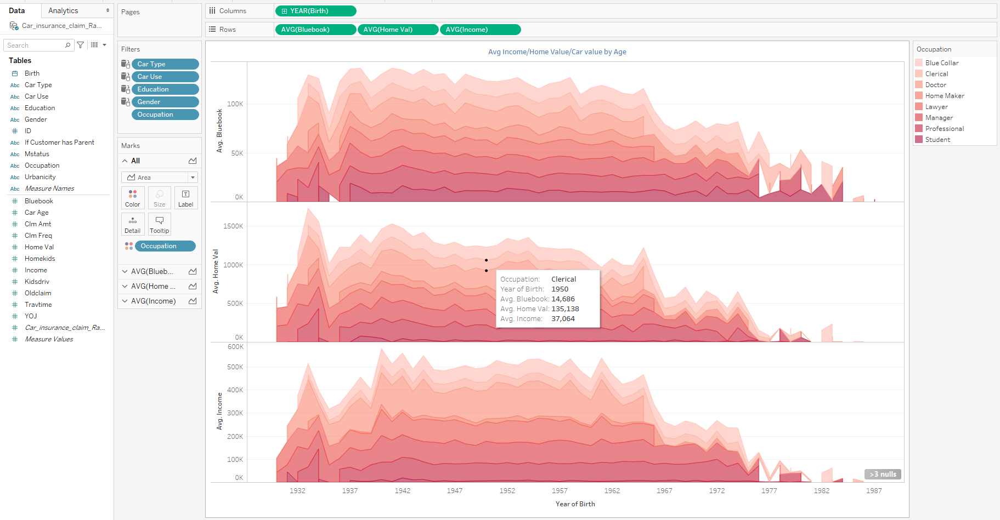 Data
Analytics
Car_insurance_claim_Ra...
Search
Tables
Birth
Abc Car Type
Abc Car Use
Abc Education
Abc Gender
ID
Abc If Customer has Parent
Abc Mstatus
Abc Occupation
Abc Urbanicity
Abc Measure Names
Bluebook
Car Age
Clm Amt
Clm Freq
Home Val
Homekids
Income
Kidsdriv
Oldclaim
Travtime
YOJ
Car_insurance_claim_Ra...
Measure Values
Pages
Filters
Car Type
Car Use
Education
Gender
Occupation
Marks
All
Area
Color
Size
Label
Detail
Tooltip
Occupation
AVG(Blueb...
AVG(Home ...
AVG(Income)
Columns
YEAR(Birth)
Rows
AVG(Bluebook)
AVG(Home Val)
AVG(Income)
Avg Income/Home Value/Car value by Age
Avg. Bluebook
100K
50K
0K
Avg. Home Val
1500K
1000K
500K
0K
Occupation: Clerical
Year of Birth: 1950
Avg. Bluebook: 14,686
Avg. Home Val: 135,138
Avg. Income: 37,064
Avg. Income
600K
500K
400K
300K
200K
100K
0K
>3 nulls
1932
1937
1942
1947
1952
1957
1962
1967
1972
1977
1982
1987
Year of Birth
Occupation
Blue Collar
Clerical
Doctor
Home Maker
Lawyer
Manager
Professional
Student